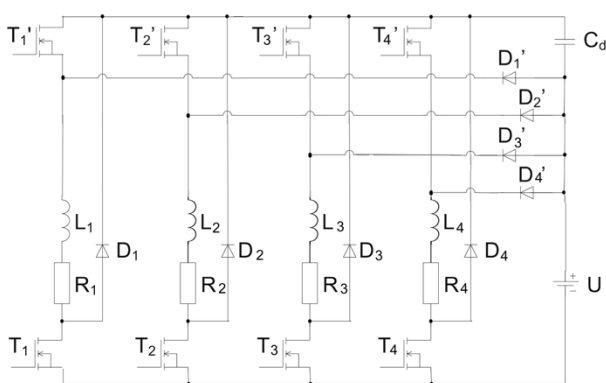 T₁' T₂' T₃' T₄' C_d
D₁'
D₂'
D₃'
D₄'
L₁ L₂ L₃ L₄
D₁ D₂ D₃ D₄
R₁ R₂ R₃ R₄ + - U
T₁ T₂ T₃ T₄